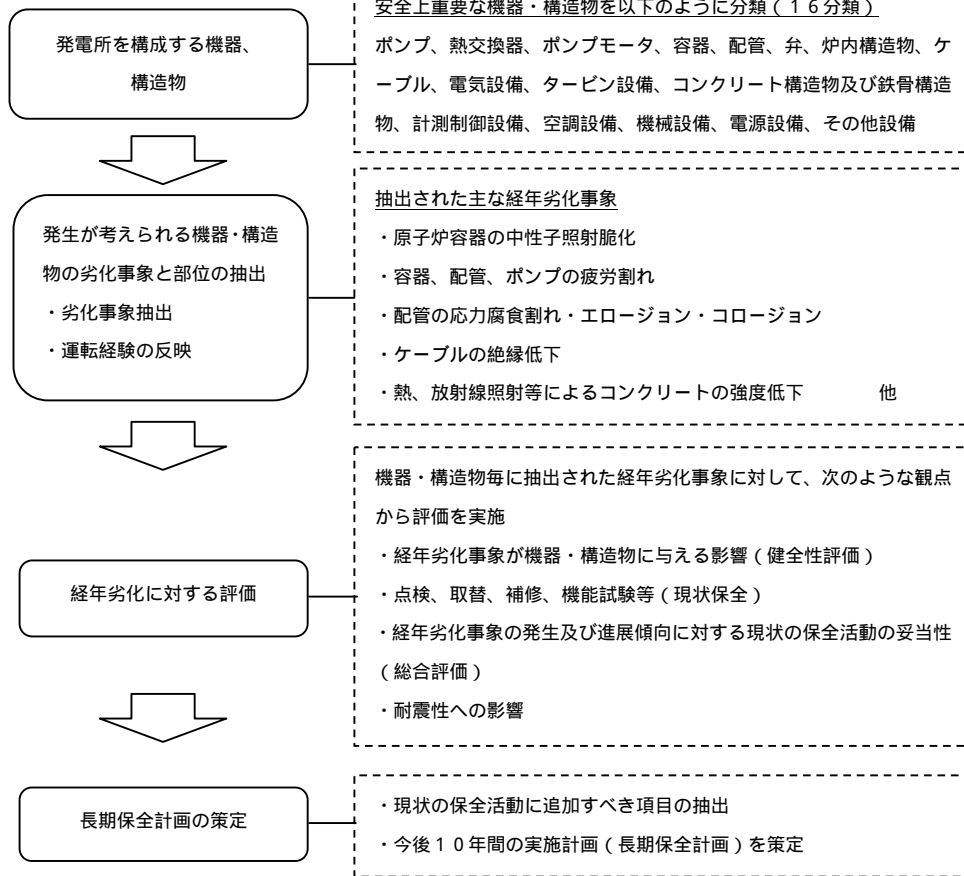 発電所を構成する機器、
構造物
安全上重要な機器・構造物を以下のように分類（１６分類）
ポンプ、熱交換器、ポンプモータ、容器、配管、弁、炉内構造物、ケ
ーブル、電気設備、タービン設備、コンクリート構造物及び鉄骨構造
物、計測制御設備、空調設備、機械設備、電源設備、その他設備
発生が考えられる機器・構造
物の劣化事象と部位の抽出
・劣化事象抽出
・運転経験の反映
抽出された主な経年劣化事象
・原子炉容器の中性子照射脆化
・容器、配管、ポンプの疲労割れ
・配管の応力腐食割れ・エロージョン・コロージョン
・ケーブルの絶縁低下
・熱、放射線照射等によるコンクリートの強度低下　　　　他
経年劣化に対する評価
機器・構造物毎に抽出された経年劣化事象に対して、次のような観点
から評価を実施
・経年劣化事象が機器・構造物に与える影響（健全性評価）
・点検、取替、補修、機能試験等（現状保全）
・経年劣化事象の発生及び進展傾向に対する現状の保全活動の妥当性
（総合評価）
・耐震性への影響
長期保全計画の策定
・現状の保全活動に追加すべき項目の抽出
・今後１０年間の実施計画（長期保全計画）を策定